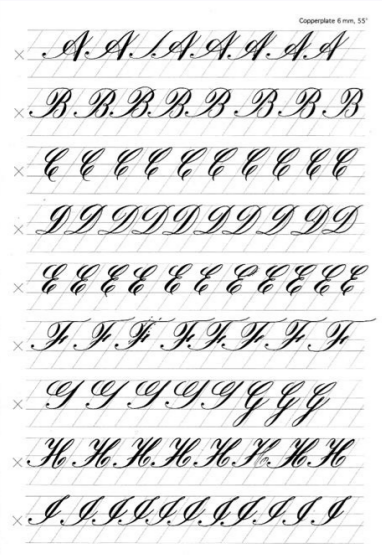 Copperplate 6 mm, 55°
A A A A A A A
B B B B B B B B
C C C C C C C C C C
D D D D D D D D D D
E E E E E E E E E E E
F F F F F F F F
G G G G G G G G
H H H H H H H H
I I I I I I I I I I